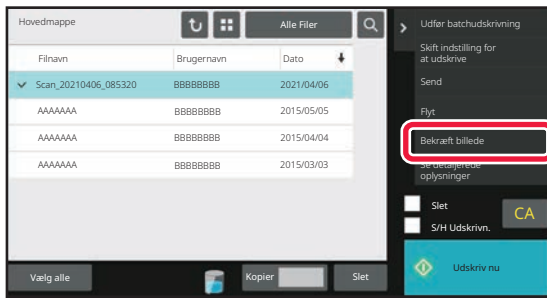 Hovedmappe
Alle Filer
Filnavn Brugernavn Dato
Scan_20210406_085320 BBBBBBBB 2021/04/06
AAAAAAA BBBBBBBB 2015/05/05
AAAAAAA BBBBBBBB 2015/04/04
AAAAAAA BBBBBBBB 2015/03/03
Vælg alle
Kopier
Slet
Udfør batchudskrivning
Skift indstilling for
at udskrive
Send
Flyt
Bekræft billede
Se detaljerede
oplysninger
Slet
S/H Udskrivn.
CA
Udskriv nu